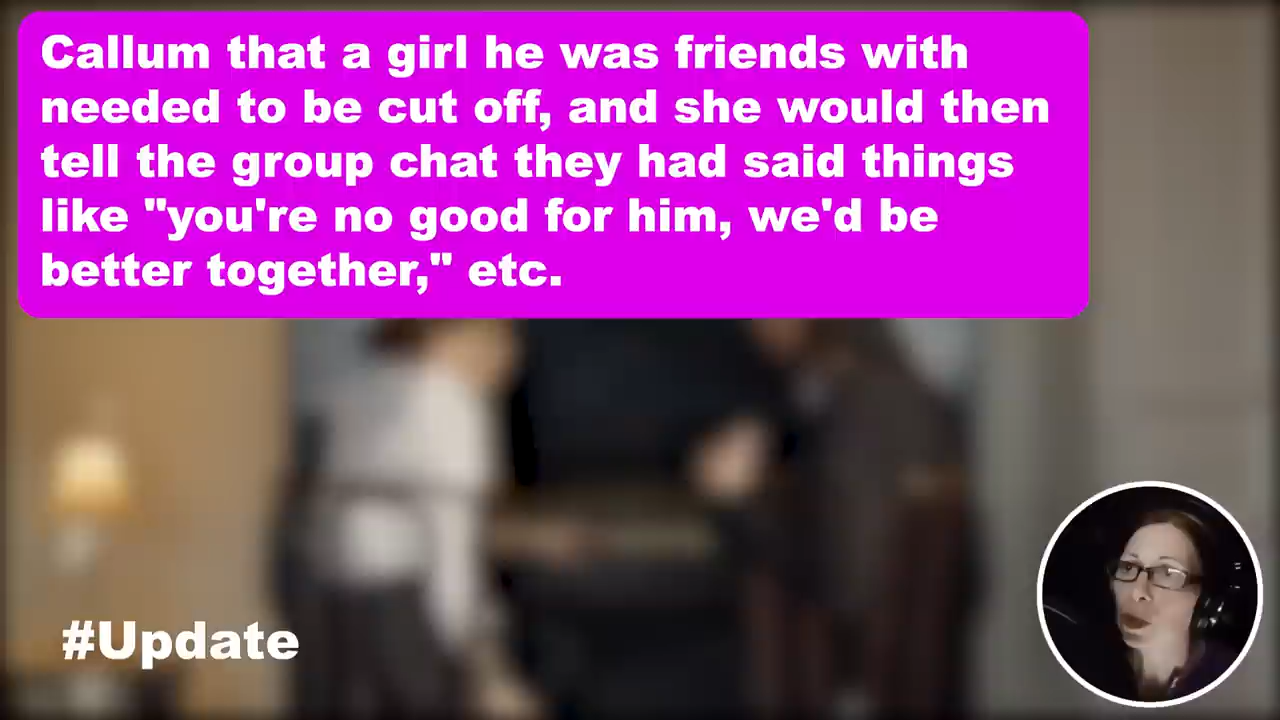 Callum that a girl he was friends with
needed to be cut off, and she would then
tell the group chat they had said things
like "you're no good for him, we'd be
better together," etc.
#Update